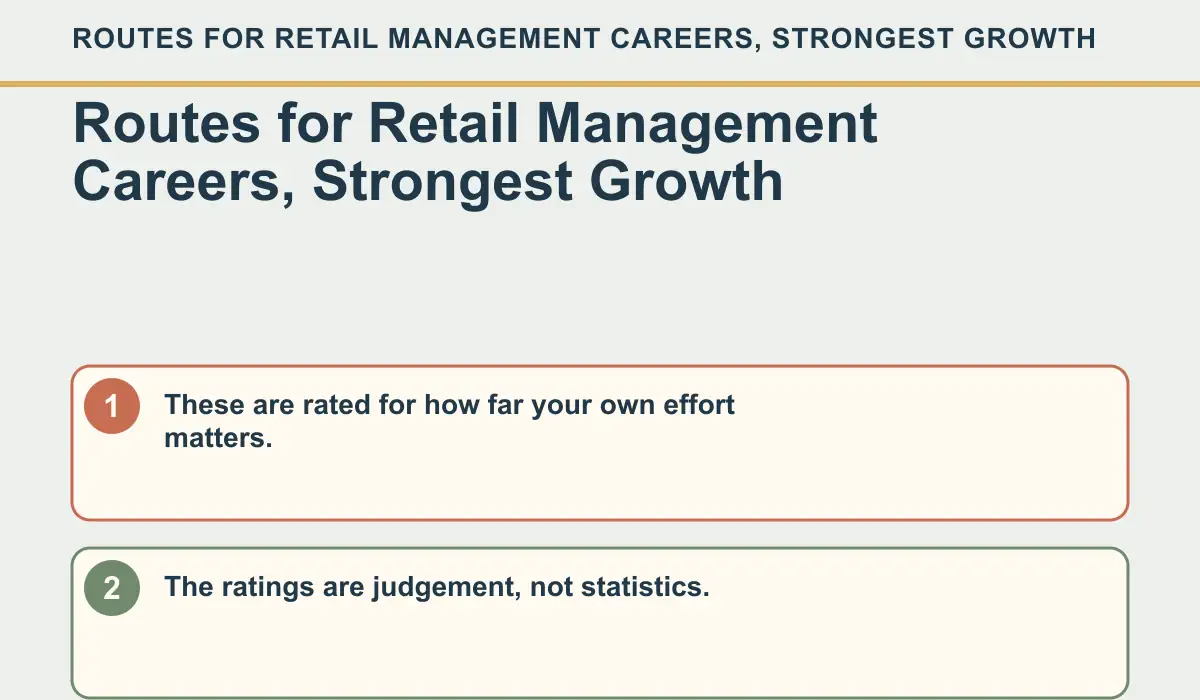 ROUTES FOR RETAIL MANAGEMENT CAREERS, STRONGEST GROWTH
Routes for Retail Management
Careers, Strongest Growth
1
These are rated for how far your own effort
matters.
2
The ratings are judgement, not statistics.